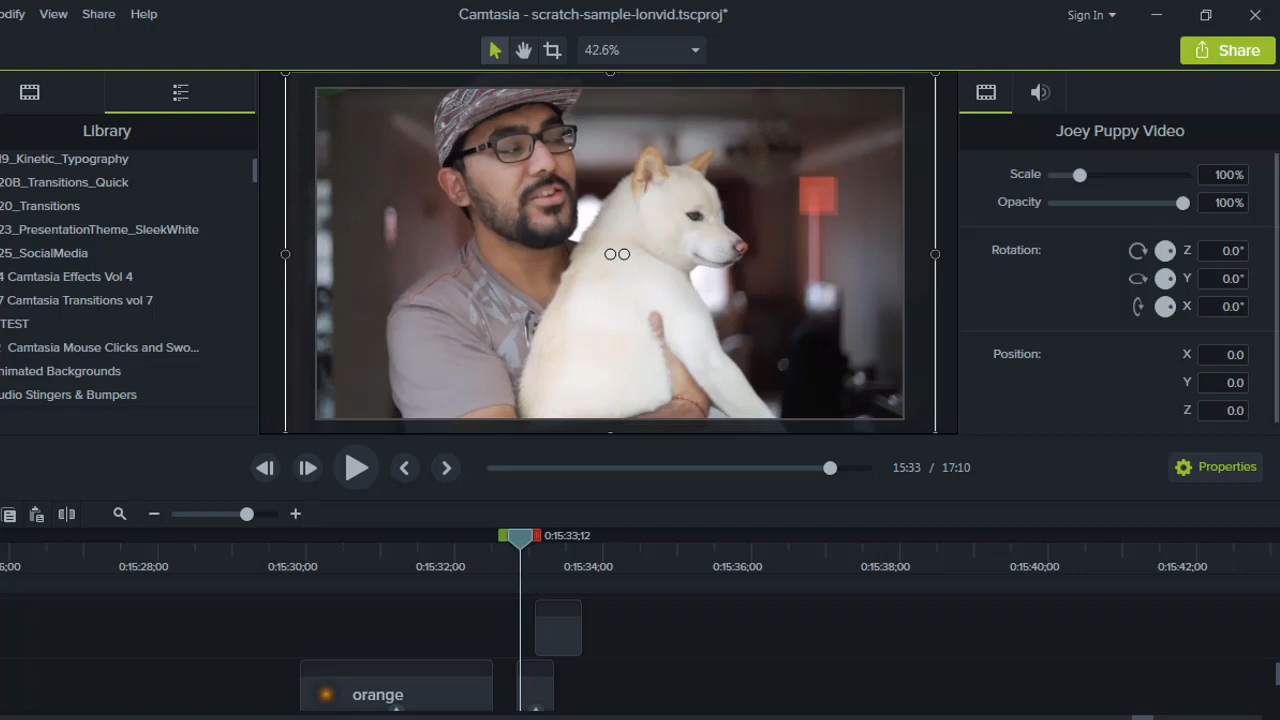 odify View Share Help
Camtasia - scratch-sample-lonvid.tscproj*
Sign In
42.6%
Share
Library
19_Kinetic_Typography
20B_Transitions_Quick
20_Transitions
23_PresentationTheme_SleekWhite
25_SocialMedia
4 Camtasia Effects Vol 4
7 Camtasia Transitions vol 7
TEST
Camtasia Mouse Clicks and Swo...
nimated Backgrounds
udio Stingers & Bumpers
Joey Puppy Video
Scale 100%
Opacity 100%
Rotation: Z 0.0°
Y 0.0°
X 0.0°
Position: X 0.0
Y 0.0
Z 0.0
15:33 / 17:10
Properties
0:15:33;12
6;00 0:15:28;00 0:15:30;00 0:15:32;00 0:15:34;00 0:15:36;00 0:15:38;00 0:15:40;00 0:15:42;00
orange